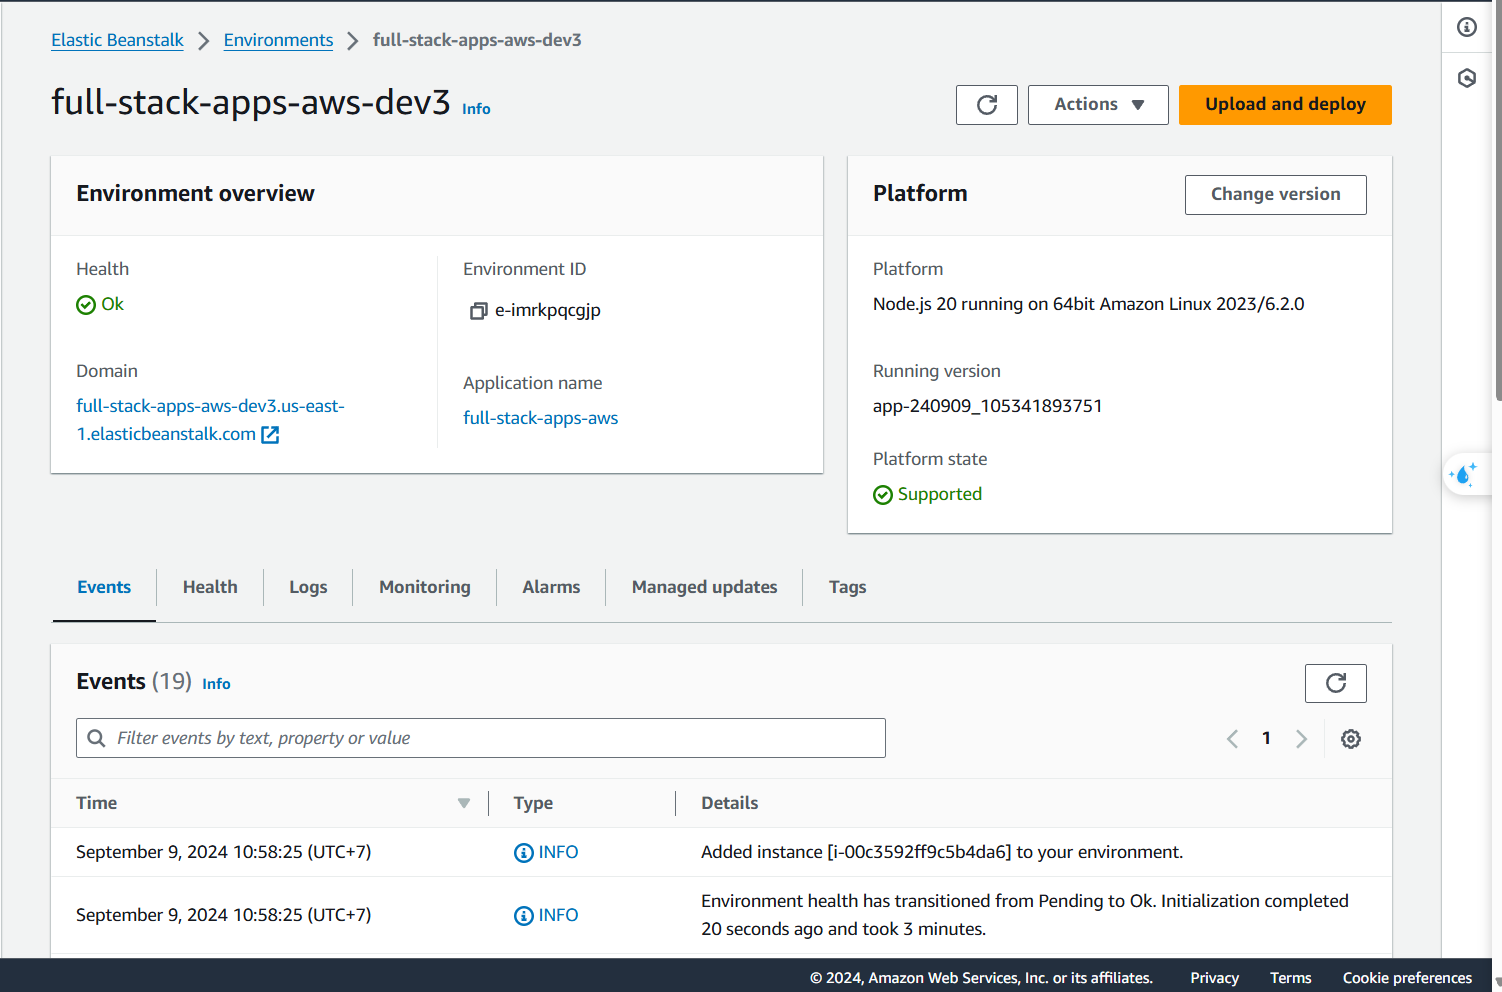 Elastic Beanstalk > Environments > full-stack-apps-aws-dev3
full-stack-apps-aws-dev3 Info
Actions
Upload and deploy
Environment overview
Health
Ok
Domain
full-stack-apps-aws-dev3.us-east-
1.elasticbeanstalk.com
Environment ID
e-imrkpqcgjp
Application name
full-stack-apps-aws
Platform
Change version
Platform
Node.js 20 running on 64bit Amazon Linux 2023/6.2.0
Running version
app-240909_105341893751
Platform state
Supported
Events Health Logs Monitoring Alarms Managed updates Tags
Events (19) Info
Filter events by text, property or value
1
Time Type Details
September 9, 2024 10:58:25 (UTC+7) INFO Added instance [i-00c3592ff9c5b4da6] to your environment.
September 9, 2024 10:58:25 (UTC+7) INFO Environment health has transitioned from Pending to Ok. Initialization completed
20 seconds ago and took 3 minutes.
© 2024, Amazon Web Services, Inc. or its affiliates. Privacy Terms Cookie preferences